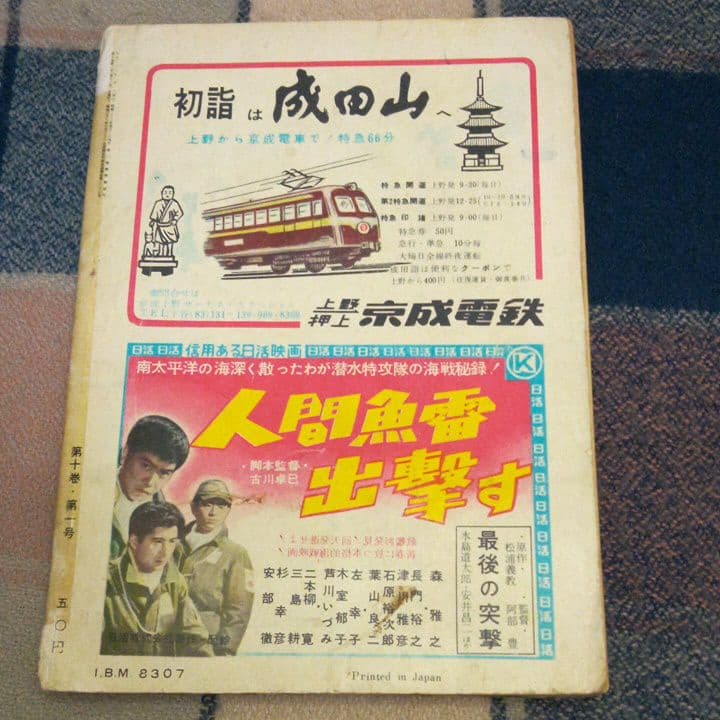 初詣は成田山へ
上野から京成電車で！特急66分
特急開運 上野発 9・20(毎日)
第2特急開運 上野発12・25
特急印旛 上野発 9・00(毎日)
特急券 50円
急行・準急 10分毎
大晦日全線終夜運転
成田詣は便利なクーポンで
上野から400円
上野
押上
京成電鉄
日活 日活 信用ある日活映画 日活 日活 日活 日活 日活
南太平洋の海深く散ったわが潜水特攻隊の海戦秘録！
人間魚雷
出撃す
・脚本監督・
古川卓巳
森雅之
長門裕之
津川雅彦
石原裕次郎
葉山良二
左幸子
木室郁子
芦川いづみ
二本柳寛
三島耕
杉幸彦
安部徹
・原作・
松浦義教
・監督・
阿部豊
最後の突撃
水島道太郎・安井昌二
第十巻・第一号
五〇円
I.B.M 8307
Printed in Japan